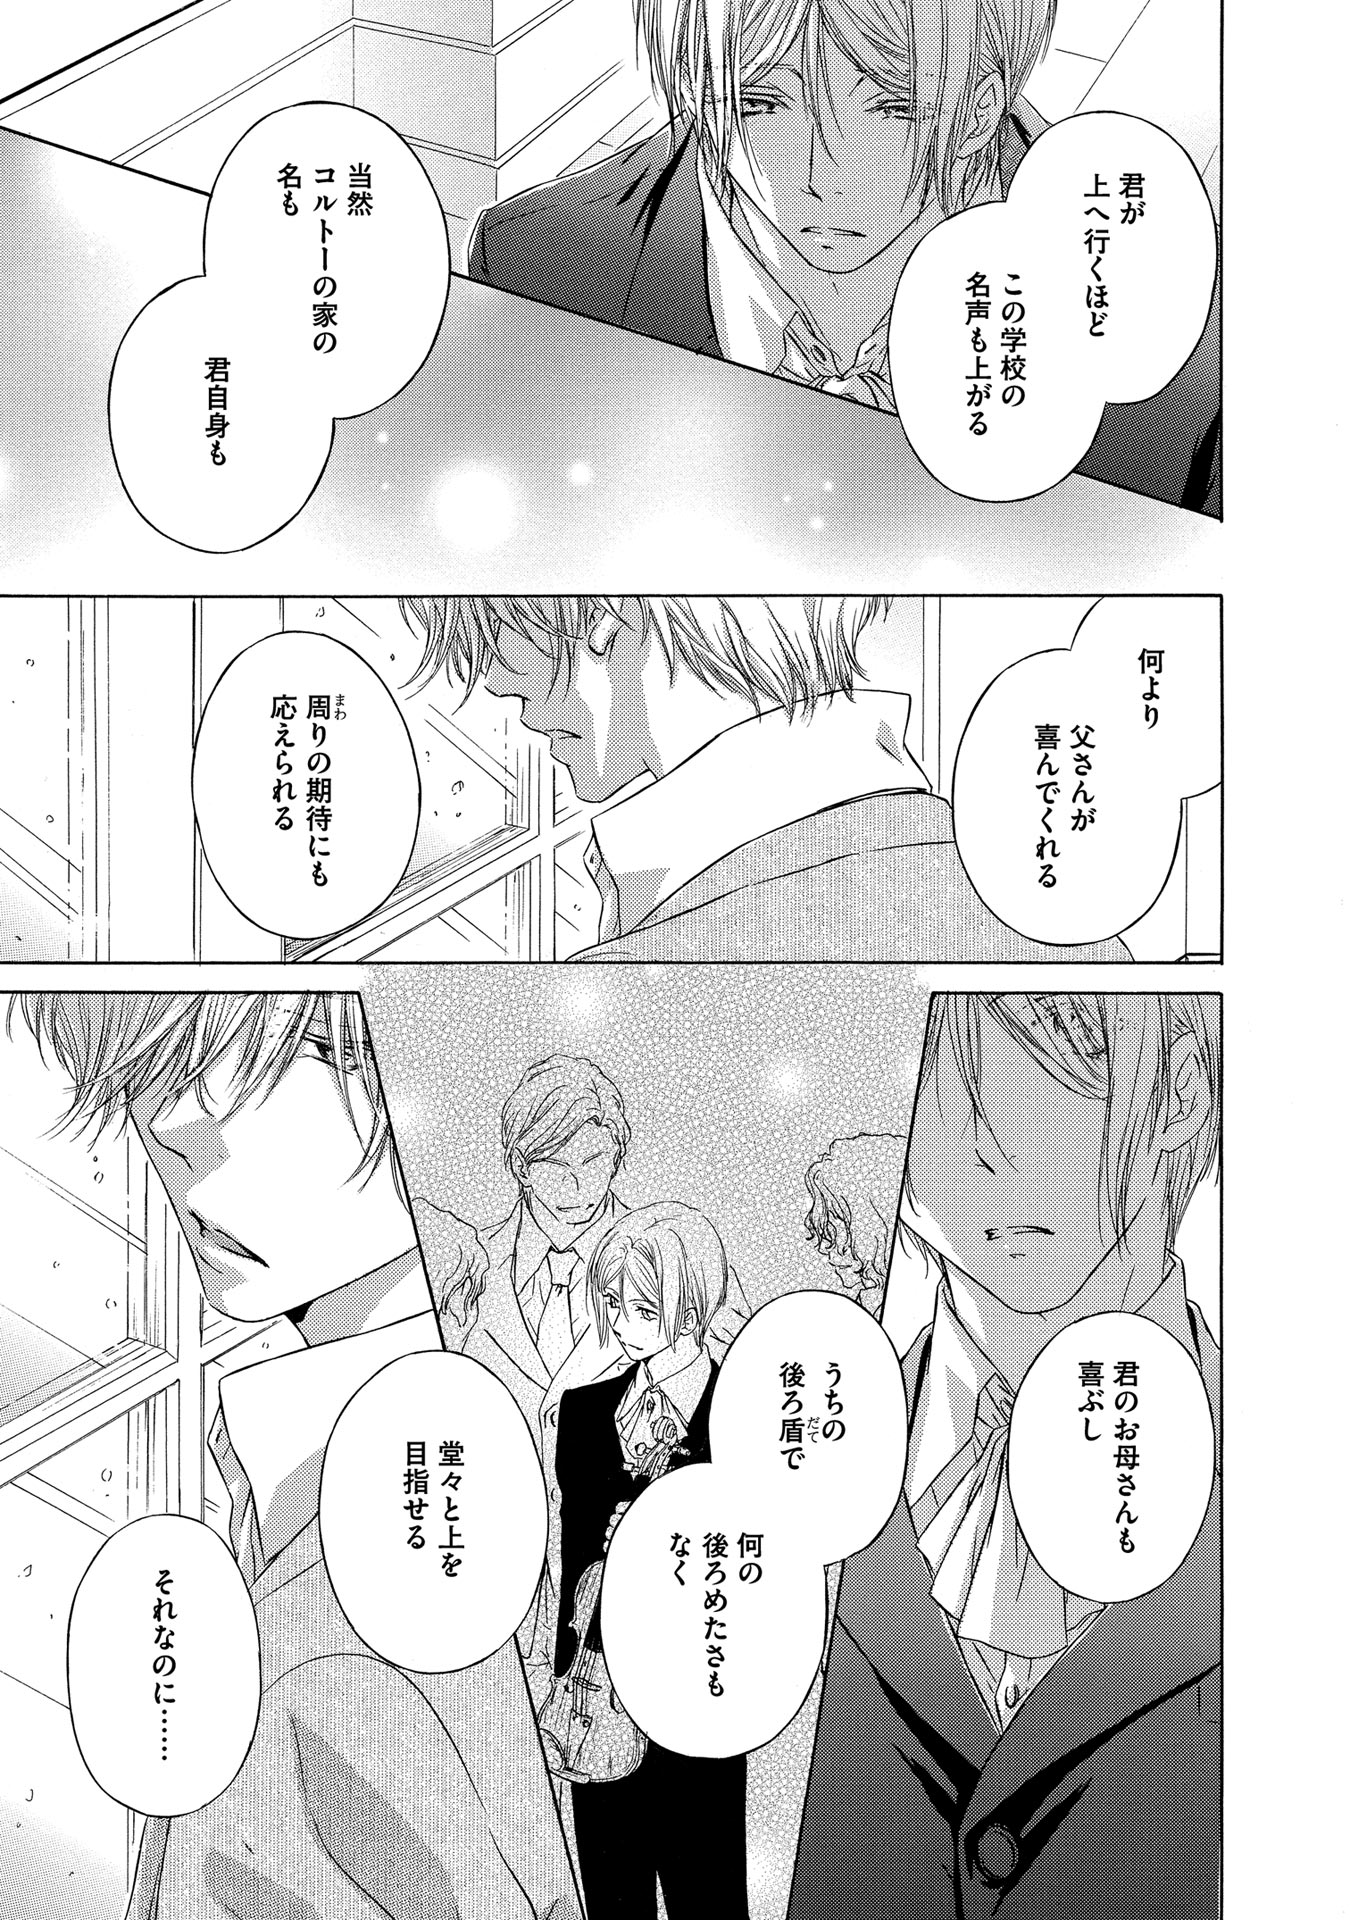 君が
上へ行くほど
この学校の
名声も上がる
当然
コルトーの家の
名も
君自身も
何より
父さんが
喜んでくれる
周りの期待にも
まわ
応えられる
君のお母さんも
喜ぶし
うちの
後ろ盾で
だて
何の
後ろめたさも
なく
堂々と上を
目指せる
それなのに……